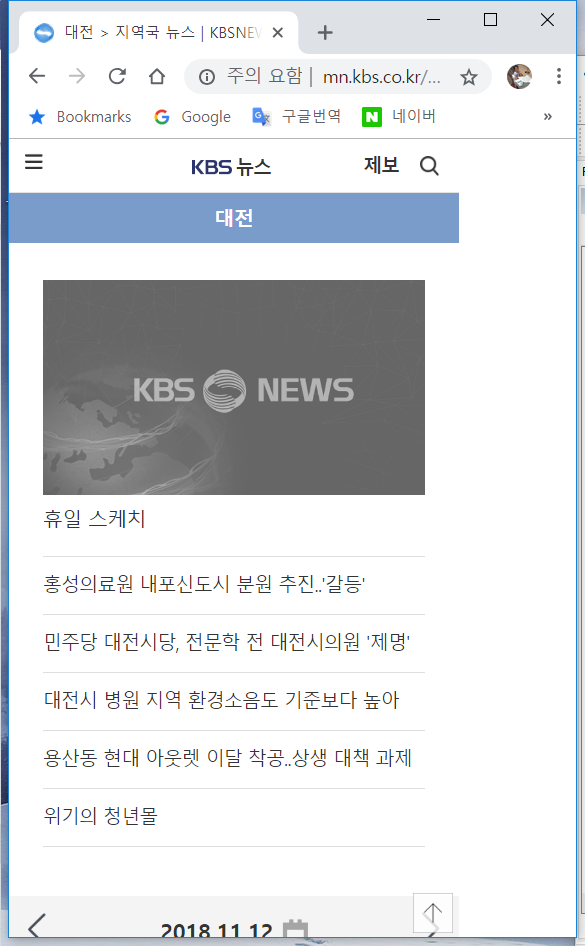 대전 > 지역국 뉴스 | KBSNEW
주의 요함 | mn.kbs.co.kr/...
Bookmarks Google 구글번역 네이버 »
KBS 뉴스 제보
대전
KBS NEWS
휴일 스케치
홍성의료원 내포신도시 분원 추진..'갈등'
민주당 대전시당, 전문학 전 대전시의원 '제명'
대전시 병원 지역 환경소음도 기준보다 높아
용산동 현대 아웃렛 이달 착공..상생 대책 과제
위기의 청년몰
2018 11 12